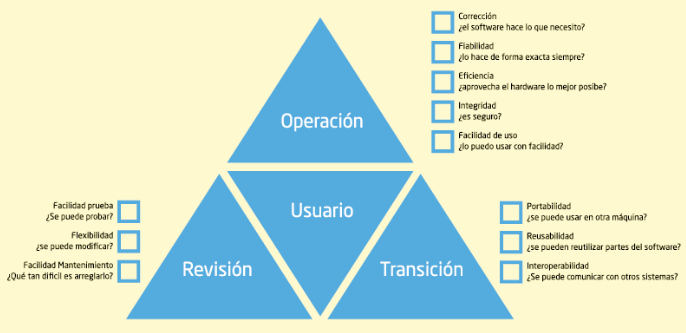 Corrección
¿el software hace lo que necesito?
Fiabilidad
¿lo hace de forma exacta siempre?
Eficiencia
¿aprovecha el hardware lo mejor posibe?
Integridad
¿es seguro?
Facilidad de uso
¿lo puedo usar con facilidad?
Operación
Usuario
Facilidad prueba
¿Se puede probar?
Flexibilidad
¿se puede modificar?
Facilidad Mantenimiento
¿Qué tan difícil es arreglarlo?
Revisión
Transición
Portabilidad
¿se puede usar en otra máquina?
Reusabilidad
¿se pueden reutilizar partes del software?
Interoperabilidad
¿Se puede comunicar con otros sistemas?